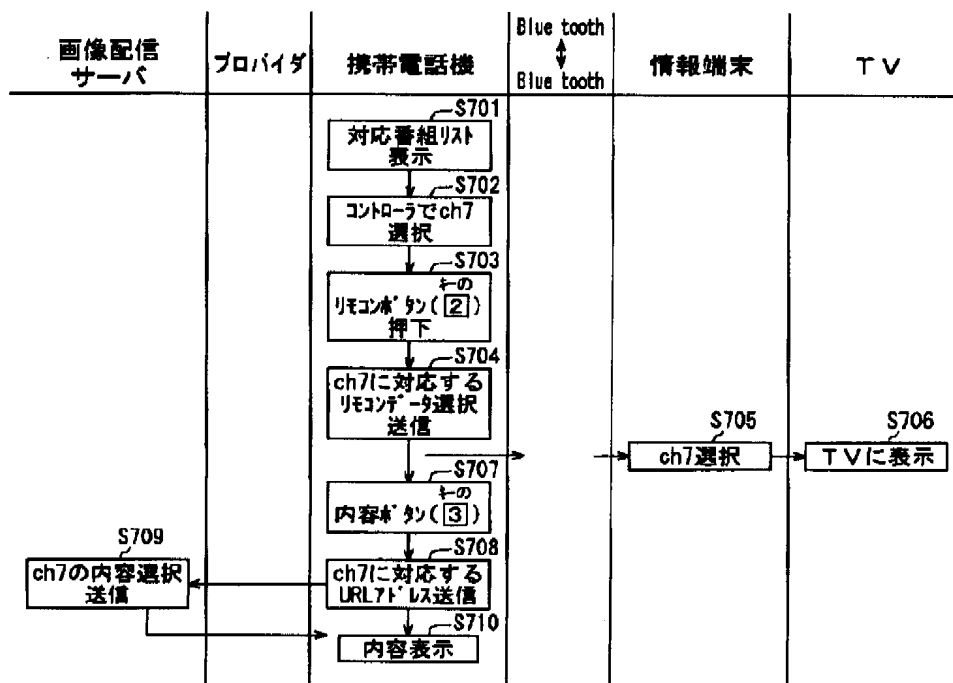 画像配信
サーバ
プロバイダ
携帯電話機
Blue tooth
Blue tooth
情報端末
TV
S701
対応番組リスト
表示
S702
コントローラでch7
選択
S703
キーの
リモコンボタン(2)
押下
S704
ch7に対応する
リモコンデータ選択
送信
S705
ch7選択
S706
TVに表示
S707
キーの
内容ボタン(3)
S708
ch7に対応する
URLアドレス送信
S709
ch7の内容選択
送信
S710
内容表示